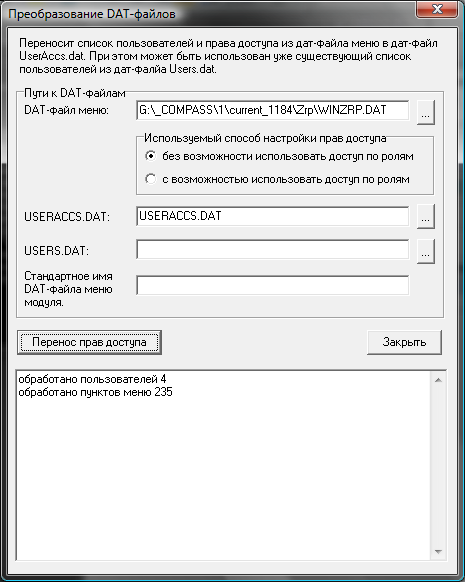 Преобразование DAT-файлов
Переносит список пользователей и права доступа из дат-файла меню в дат-файл
UserAccs.dat. При этом может быть использован уже существующий список
пользователей из дат-фалйа Users.dat.
Пути к DAT-файлам
DAT-файл меню:
G:\_COMPASS\1\current_1184\Zrp\WINZRP.DAT
...
Используемый способ настройки прав доступа
без возможности использовать доступ по ролям
с возможностью использовать доступ по ролям
USERACCS.DAT:
USERACCS.DAT
...
USERS.DAT:
...
Стандартное имя
DAT-файла меню
модуля.
Перенос прав доступа
Закрыть
обработано пользователей 4
обработано пунктов меню 235